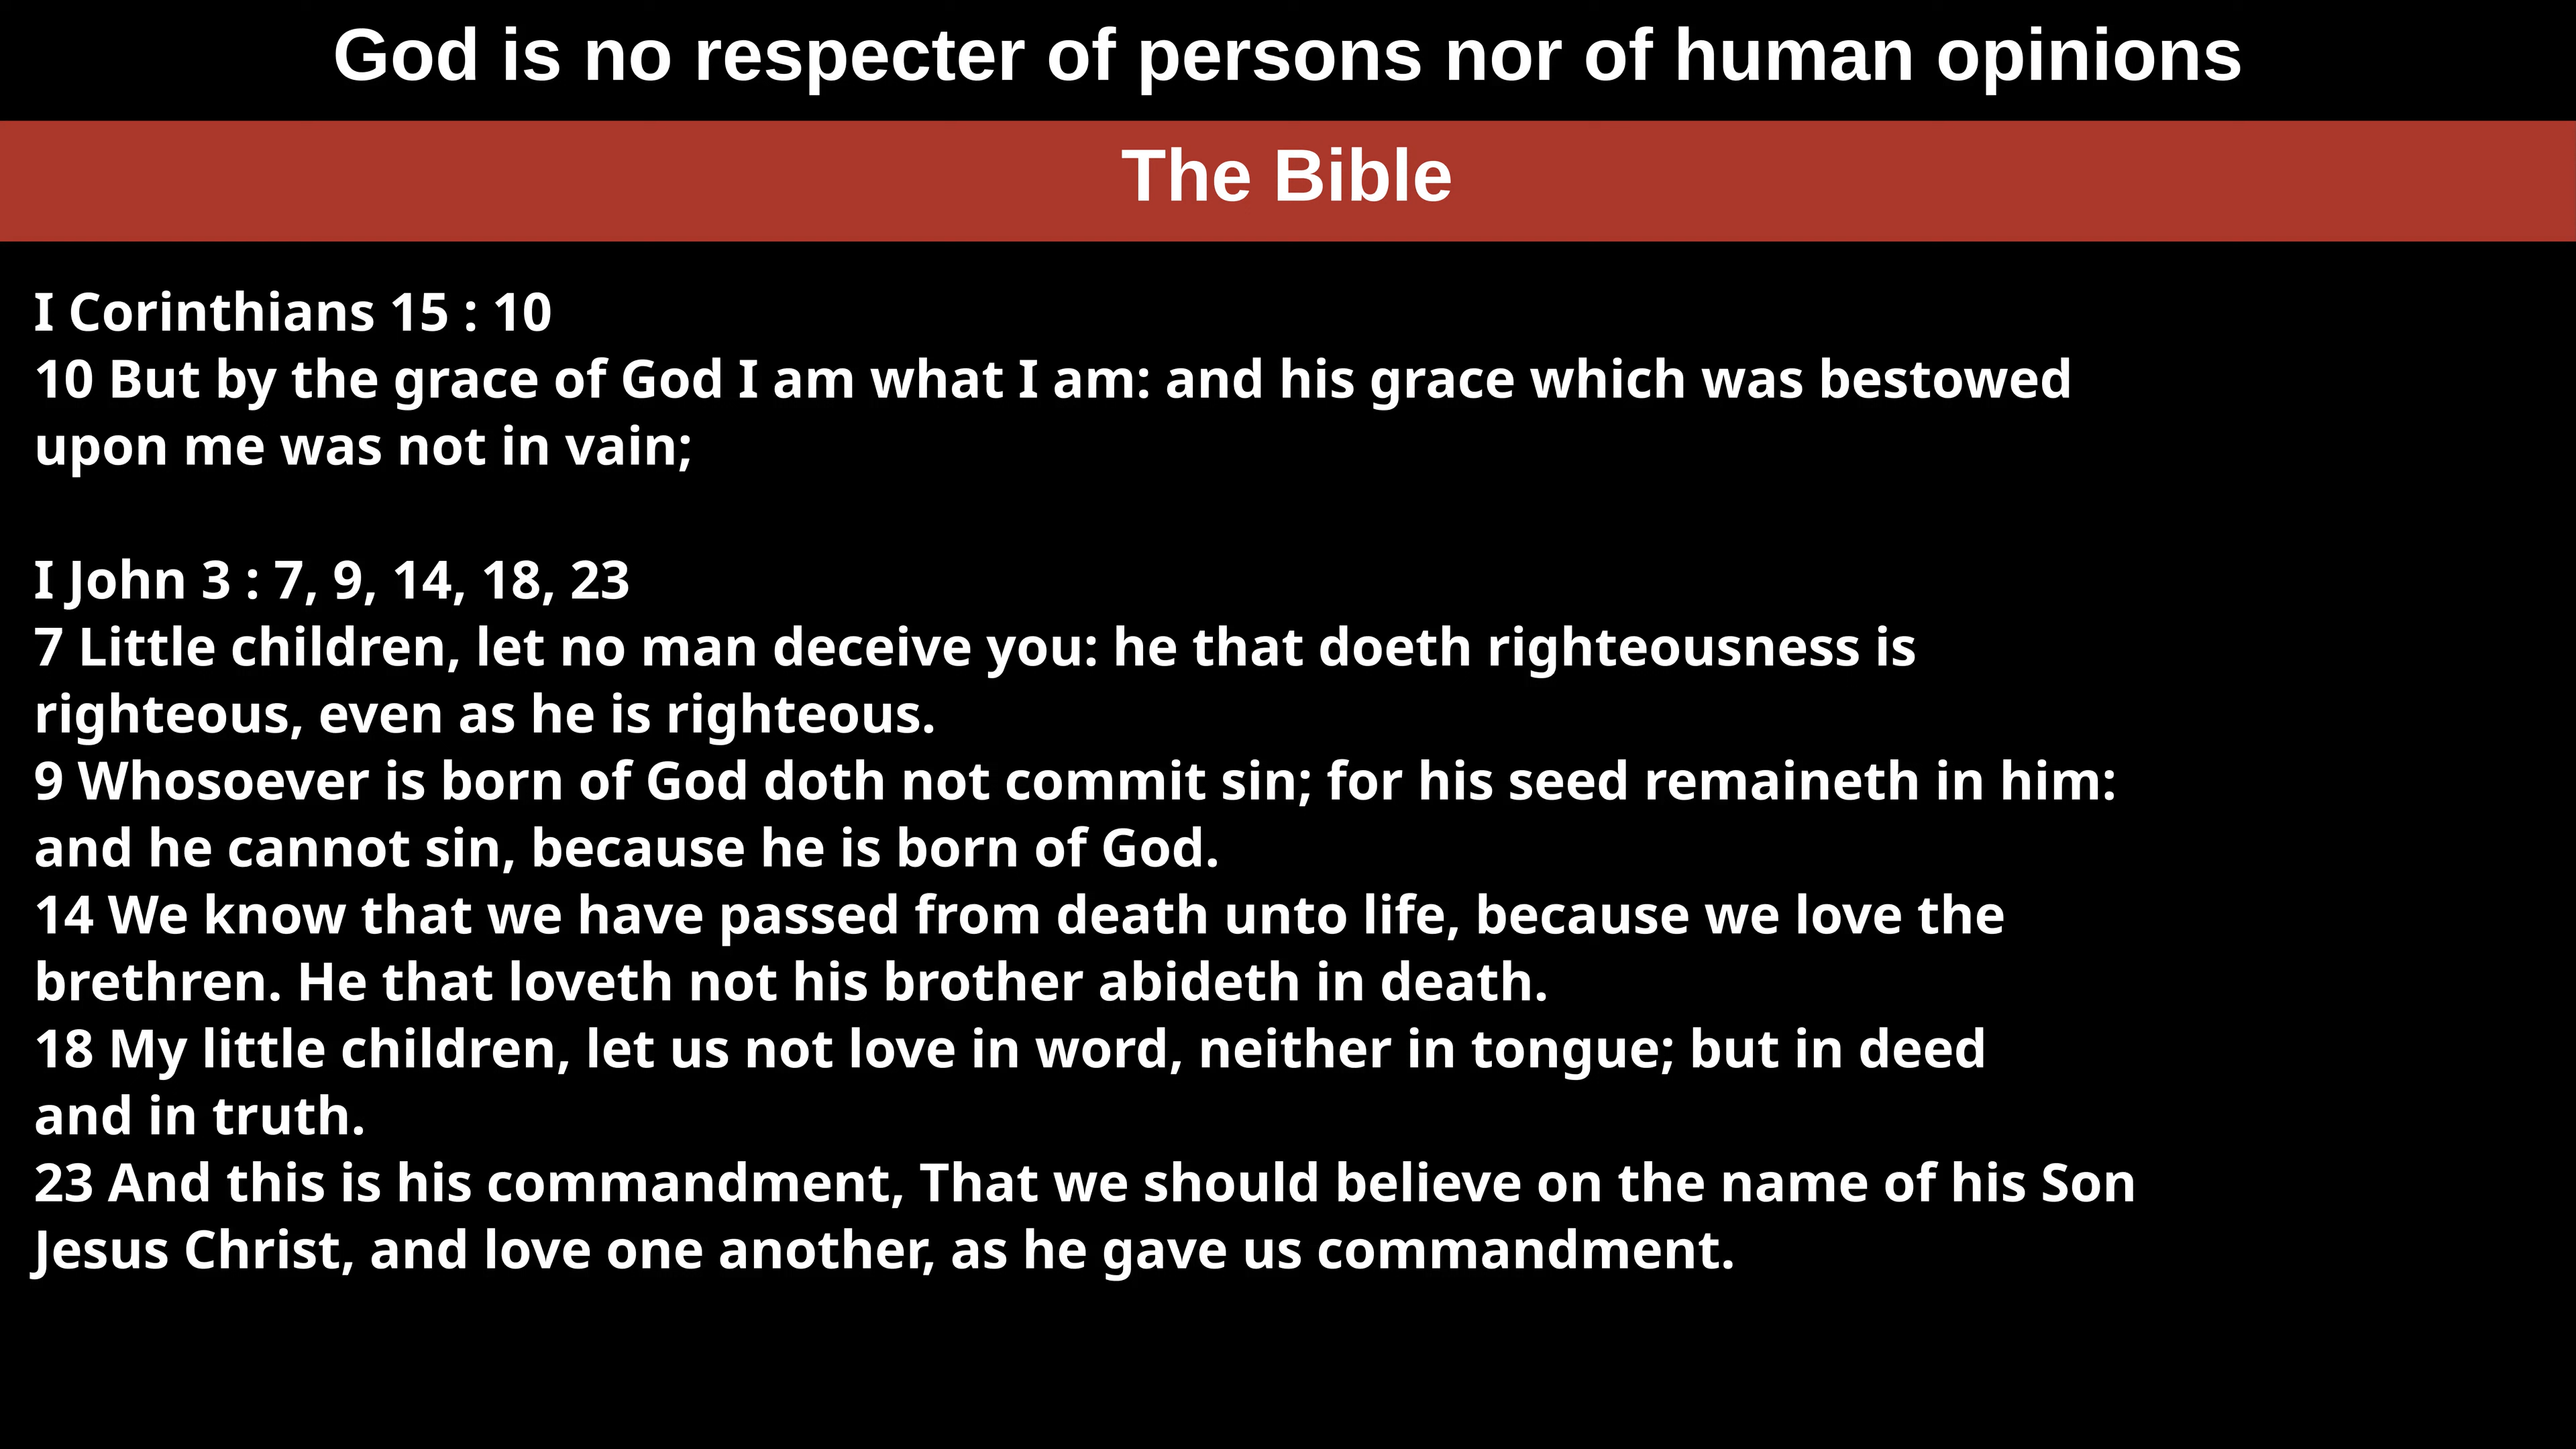 God is no respecter of persons nor of human opinions
The Bible
I Corinthians 15 : 10
10 But by the grace of God I am what I am: and his grace which was bestowed
upon me was not in vain;
I John 3 : 7, 9, 14, 18, 23
7 Little children, let no man deceive you: he that doeth righteousness is
righteous, even as he is righteous.
9 Whosoever is born of God doth not commit sin; for his seed remaineth in him:
and he cannot sin, because he is born of God.
14 We know that we have passed from death unto life, because we love the
brethren. He that loveth not his brother abideth in death.
18 My little children, let us not love in word, neither in tongue; but in deed
and in truth.
23 And this is his commandment, That we should believe on the name of his Son
Jesus Christ, and love one another, as he gave us commandment.